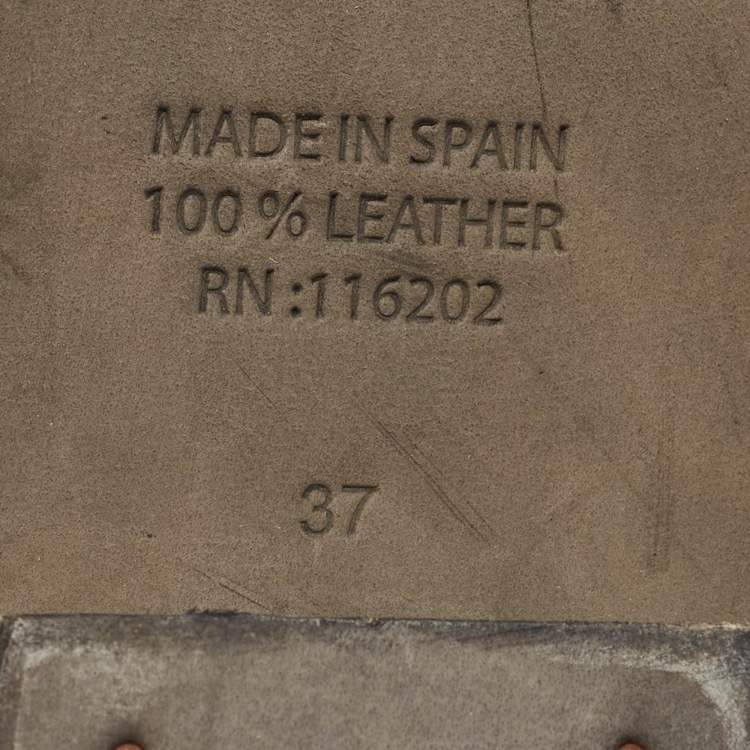 MADE IN SPAIN
100 % LEATHER
RN :116202
37